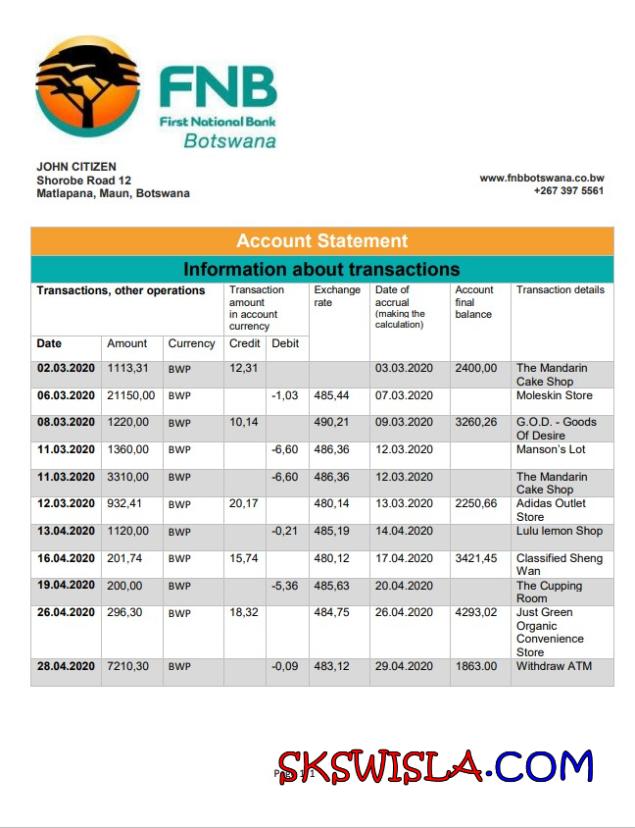 FNB
First National Bank
Botswana
JOHN CITIZEN
Shorobe Road 12
Matlapana, Maun, Botswana
www.fnbbotswana.co.bw
+267 397 5561
Account Statement
Information about transactions
Transactions, other operations
Transaction
amount
in account
currency
Exchange
rate
Date of
accrual
(making the
calculation)
Account
final
balance
Transaction details
Date Amount Currency Credit Debit
02.03.2020 1113,31 BWP 12,31 03.03.2020 2400,00 The Mandarin
Cake Shop
06.03.2020 21150,00 BWP -1,03 485,44 07.03.2020 Moleskin Store
08.03.2020 1220,00 BWP 10,14 490,21 09.03.2020 3260,26 G.O.D. - Goods
Of Desire
11.03.2020 1360,00 BWP -6,60 486,36 12.03.2020 Manson's Lot
11.03.2020 3310,00 BWP -6,60 486,36 12.03.2020 The Mandarin
Cake Shop
12.03.2020 932,41 BWP 20,17 480,14 13.03.2020 2250,66 Adidas Outlet
Store
13.04.2020 1120,00 BWP -0,21 485,19 14.04.2020 Lulu lemon Shop
16.04.2020 201,74 BWP 15,74 480,12 17.04.2020 3421,45 Classified Sheng
Wan
19.04.2020 200,00 BWP -5,36 485,63 20.04.2020 The Cupping
Room
26.04.2020 296,30 BWP 18,32 484,75 26.04.2020 4293,02 Just Green
Organic
Convenience
Store
28.04.2020 7210,30 BWP -0,09 483,12 29.04.2020 1863.00 Withdraw ATM
SKSWISLA.COM